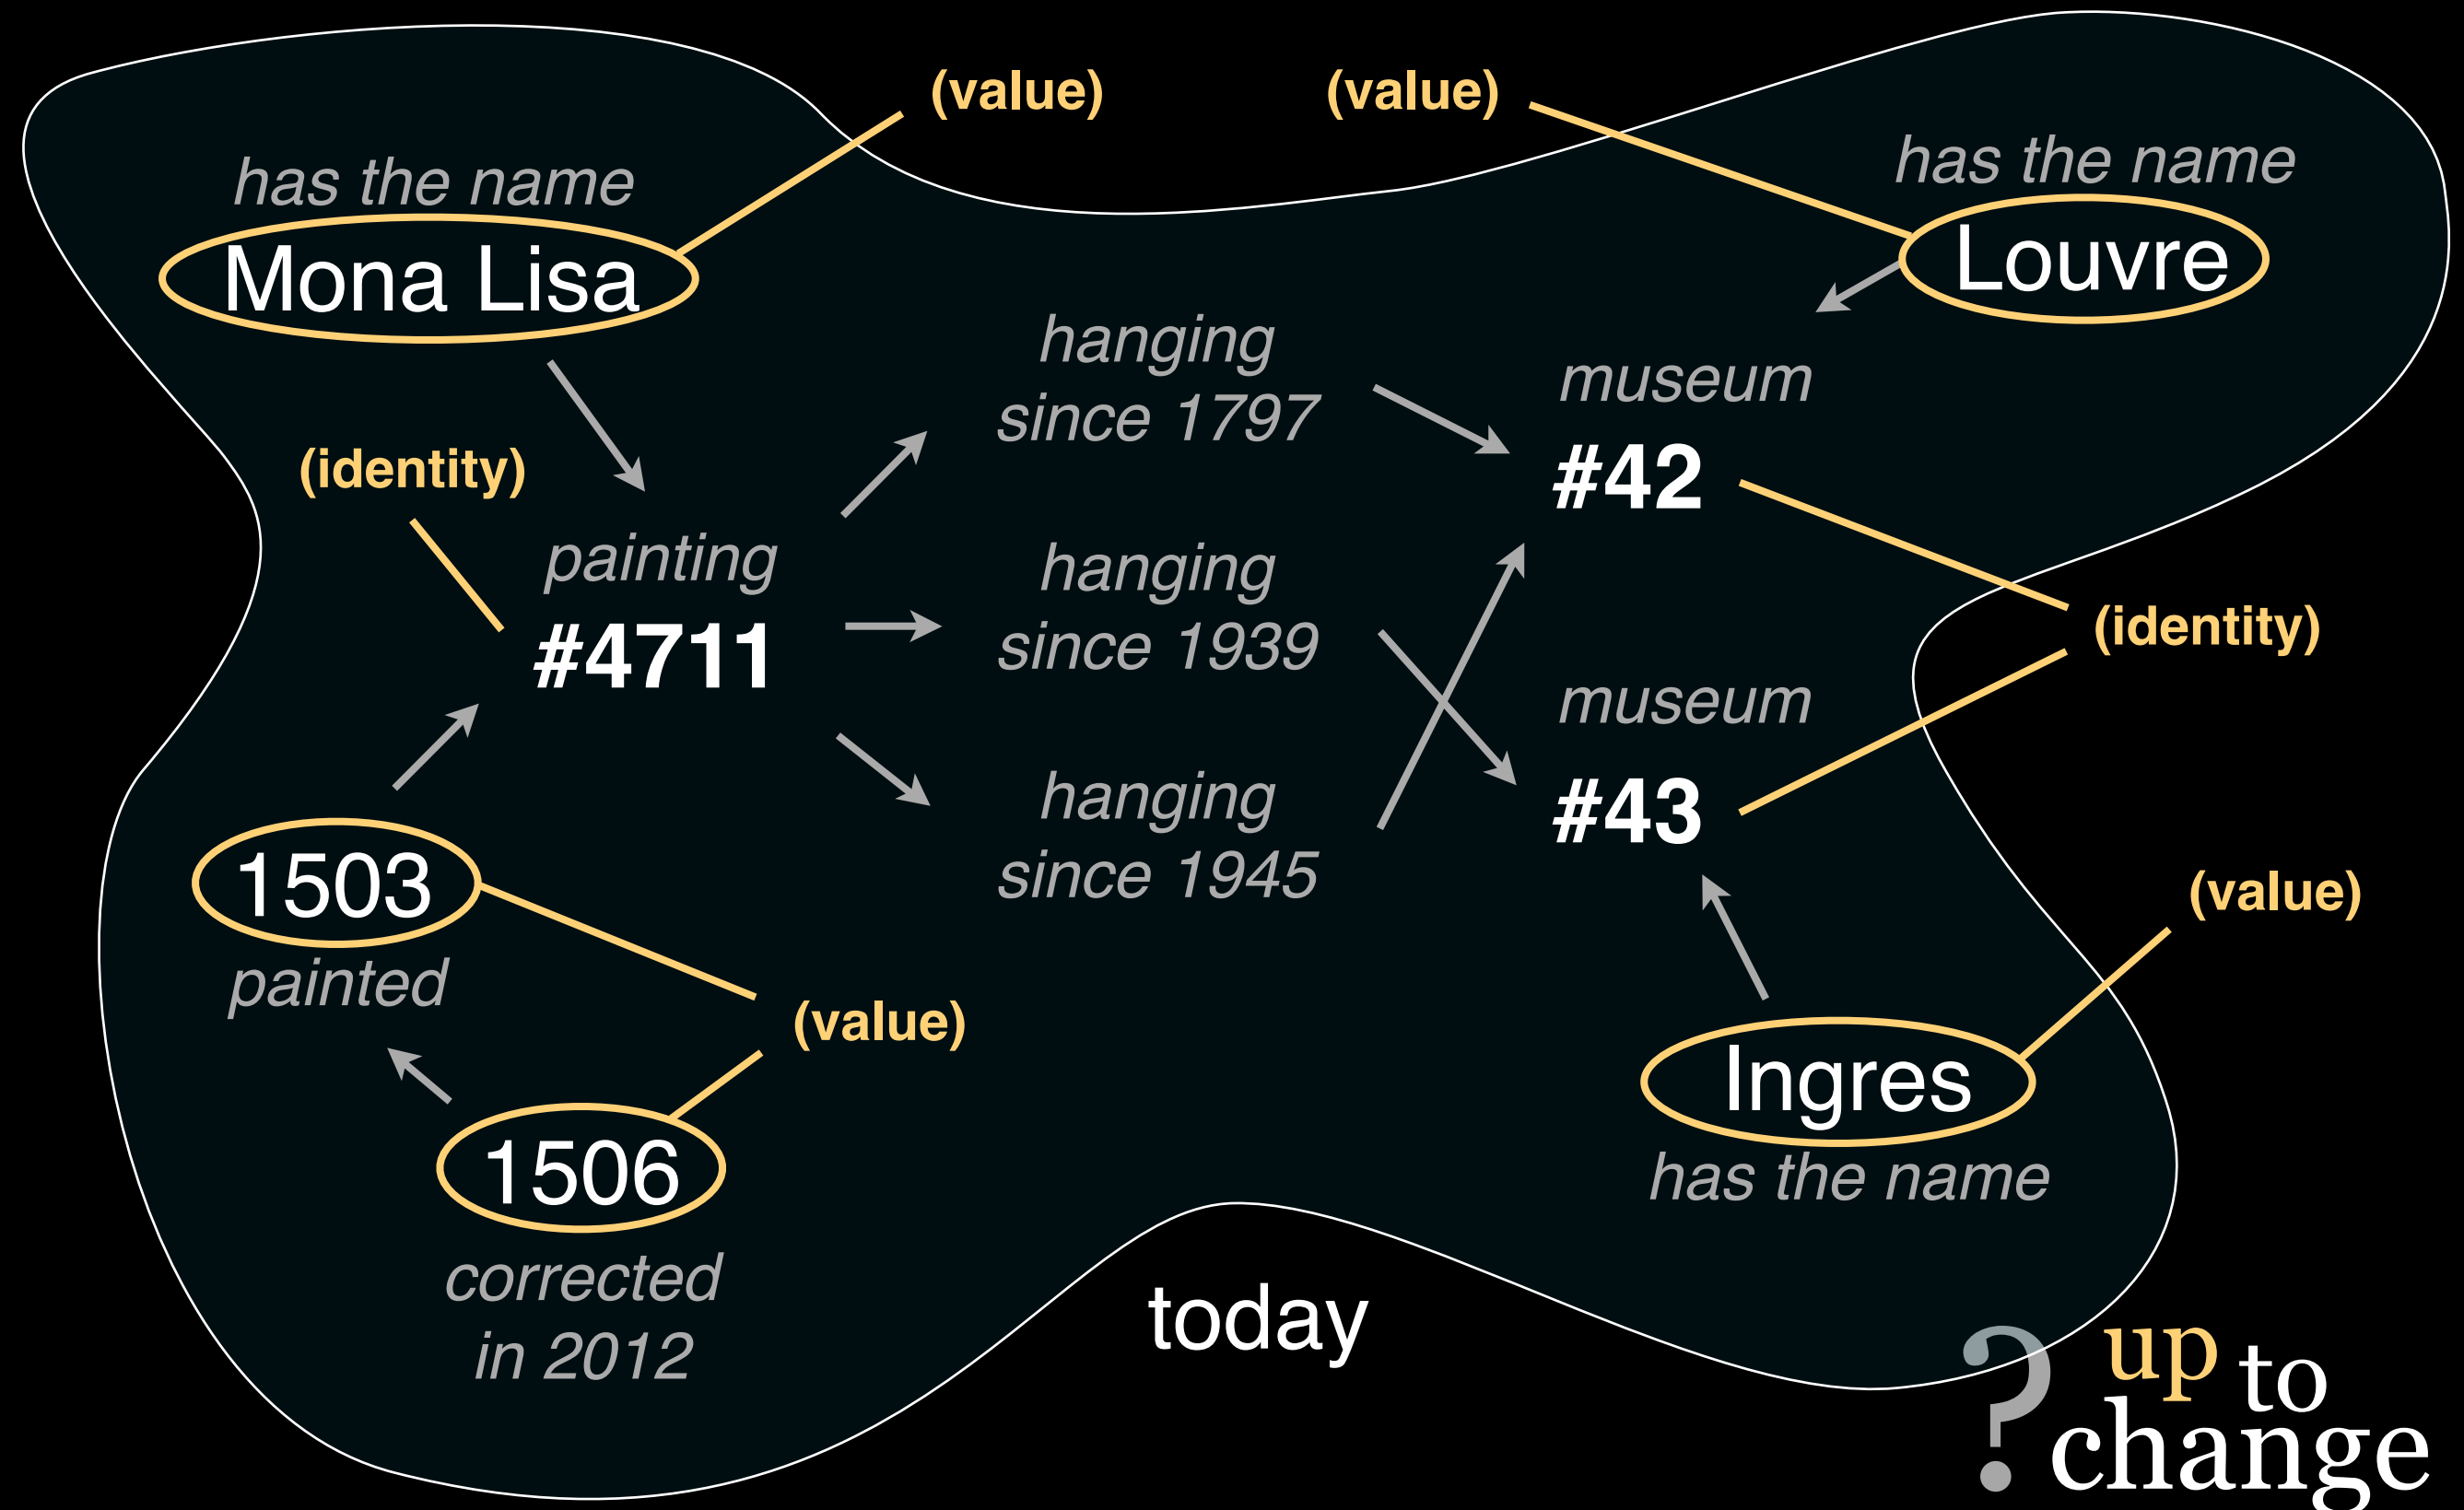 (value)
(value)
has the name
Mona Lisa
has the name
Louvre
hanging
since 1797
museum
#42
(identity)
painting
#4711
hanging
since 1939
(identity)
museum
#43
hanging
since 1945
1503
painted
(value)
(value)
Ingres
has the name
1506
corrected
in 2012
today
? up to
change